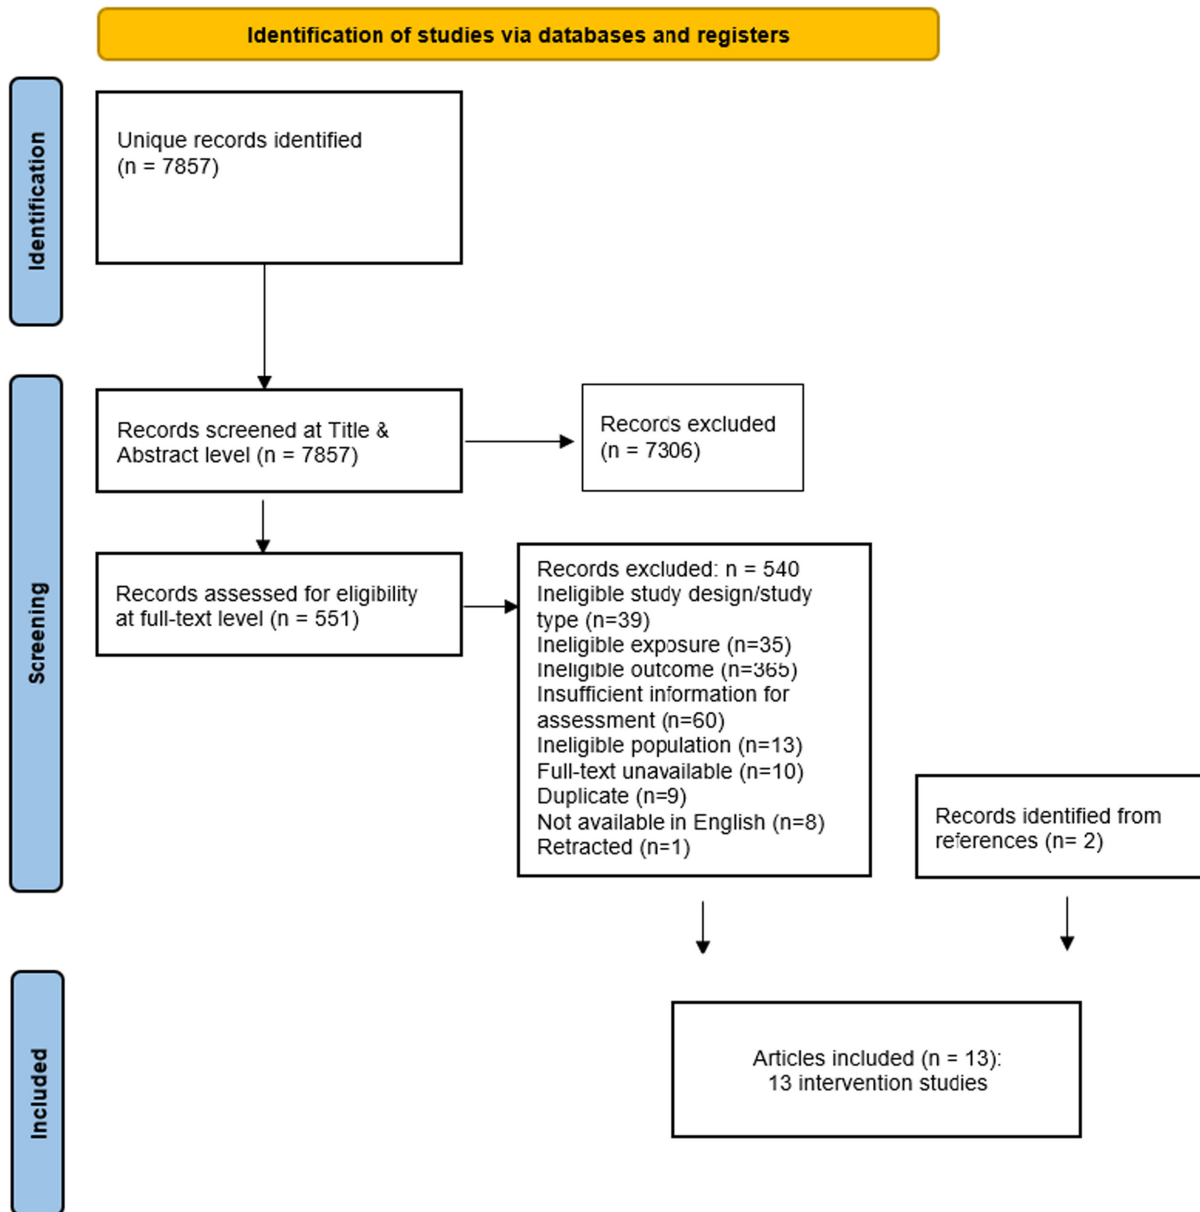 Identification of studies via databases and registers
Identification
Unique records identified
(n = 7857)
Screening
Records screened at Title &
Abstract level (n = 7857)
Records excluded
(n = 7306)
Records assessed for eligibility
at full-text level (n = 551)
Records excluded: n = 540
Ineligible study design/study
type (n=39)
Ineligible exposure (n=35)
Ineligible outcome (n=365)
Insufficient information for
assessment (n=60)
Ineligible population (n=13)
Full-text unavailable (n=10)
Duplicate (n=9)
Not available in English (n=8)
Retracted (n=1)
Records identified from
references (n= 2)
Included
Articles included (n = 13):
13 intervention studies